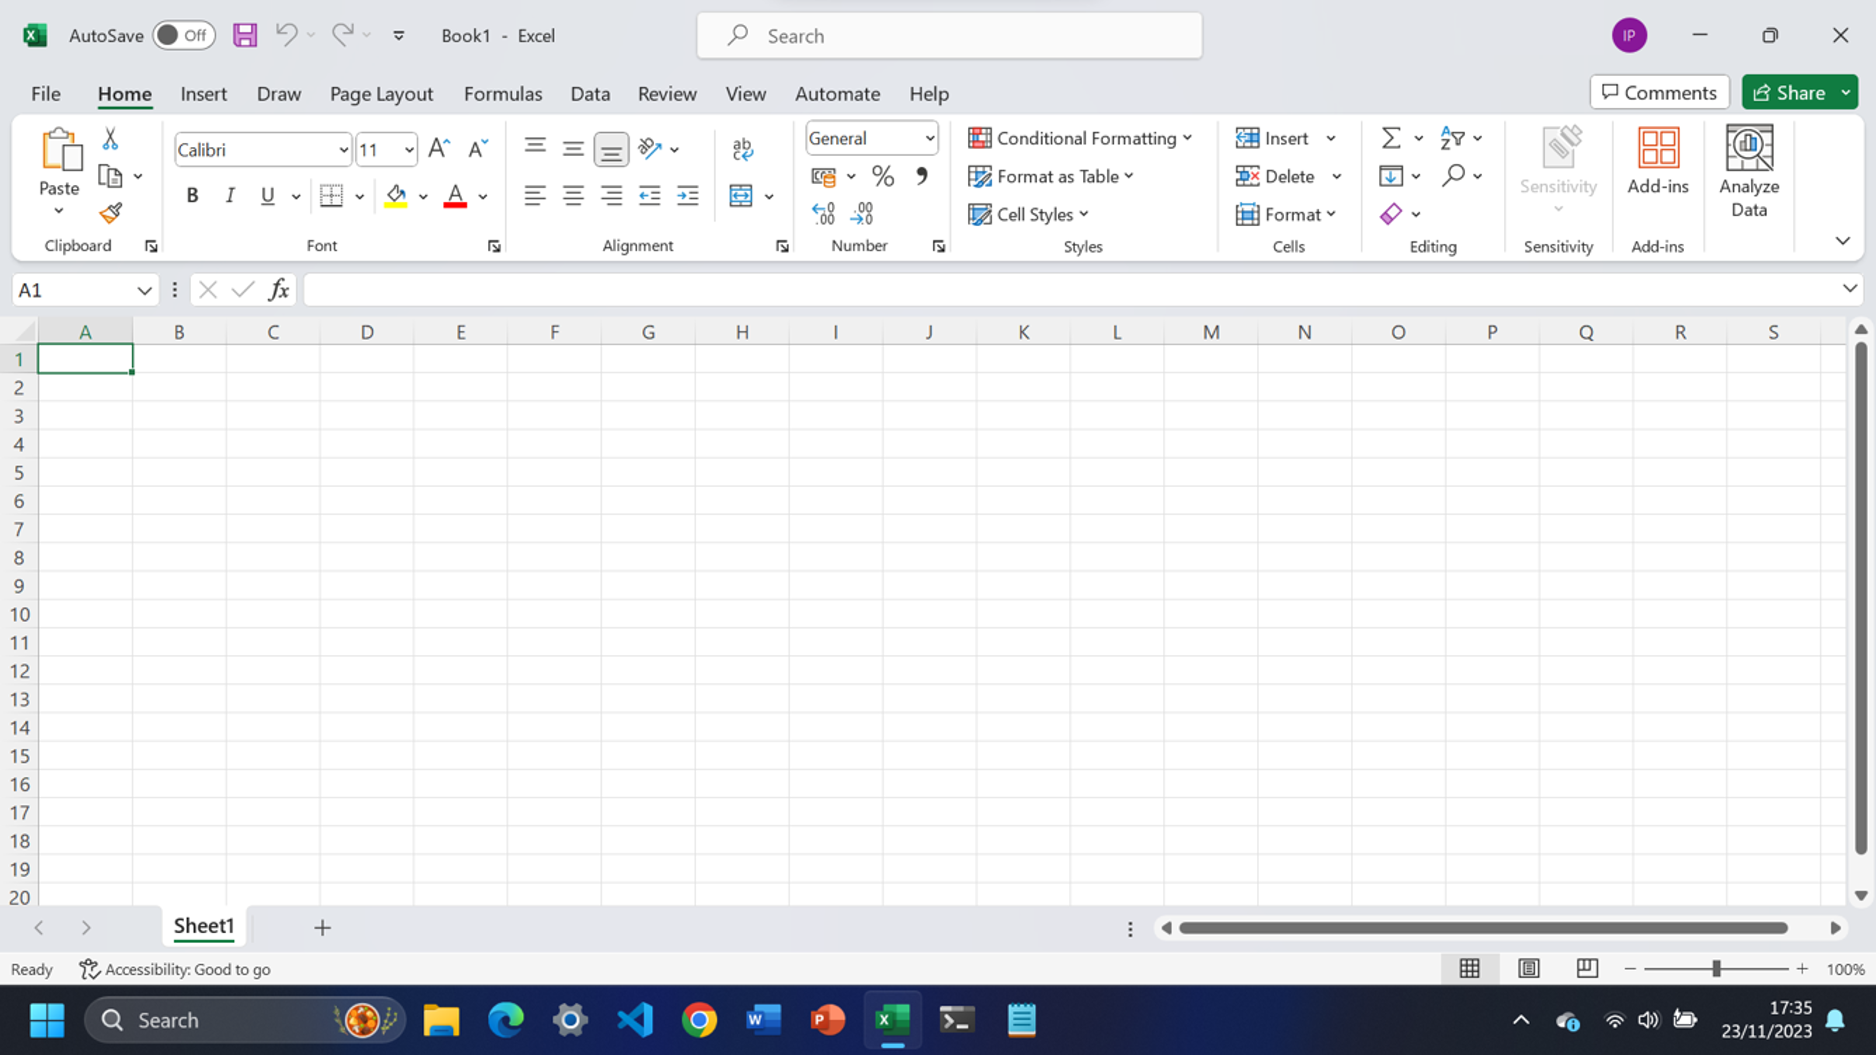 AutoSave Off Book1 - Excel Search IP
File Home Insert Draw Page Layout Formulas Data Review View Automate Help Comments Share
Paste
Clipboard
Calibri 11
B I U A
Font
ab
Alignment
General
% 9
.00 .00
Number
Conditional Formatting
Format as Table
Cell Styles
Styles
Insert
Delete
Format
Cells
Editing
Sensitivity
Sensitivity
Add-ins
Add-ins
Analyze
Data
A1 fx
A B C D E F G H I J K L M N O P Q R S
1
2
3
4
5
6
7
8
9
10
11
12
13
14
15
16
17
18
19
20
Sheet1
Ready Accessibility: Good to go 100%
Search 17:35
23/11/2023